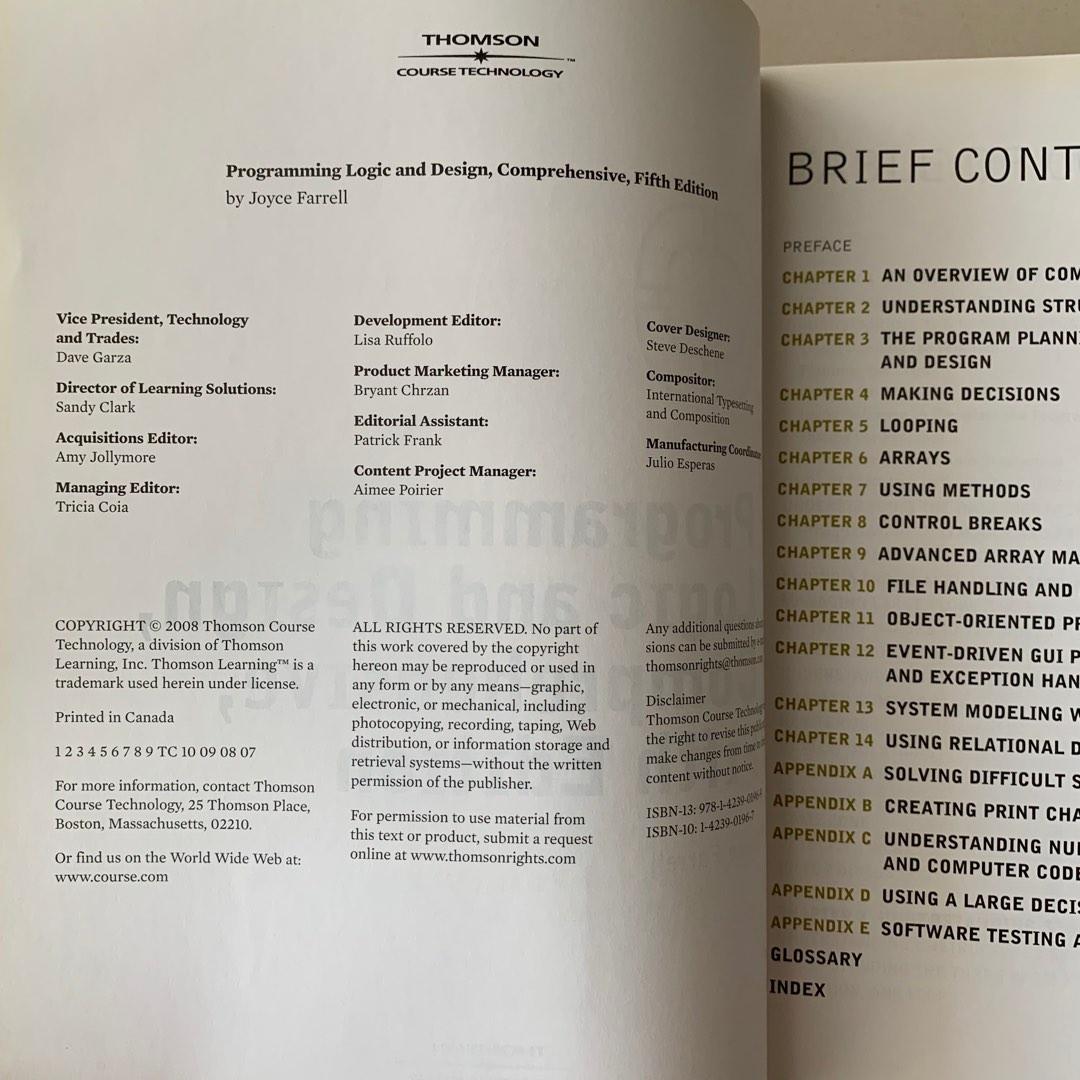 THOMSON
™
COURSE TECHNOLOGY
Programming Logic and Design, Comprehensive, Fifth Edition
by Joyce Farrell
Vice President, Technology
and Trades:
Dave Garza
Director of Learning Solutions:
Sandy Clark
Acquisitions Editor:
Amy Jollymore
Managing Editor:
Tricia Coia
Development Editor:
Lisa Ruffolo
Product Marketing Manager:
Bryant Chrzan
Editorial Assistant:
Patrick Frank
Content Project Manager:
Aimee Poirier
Cover Designer:
Steve Deschene
Compositor:
International Typesetting
and Composition
Manufacturing Coordinator
Julio Esperas
COPYRIGHT © 2008 Thomson Course
Technology, a division of Thomson
Learning, Inc. Thomson Learning™ is a
trademark used herein under license.
Printed in Canada
1 2 3 4 5 6 7 8 9 TC 10 09 08 07
For more information, contact Thomson
Course Technology, 25 Thomson Place,
Boston, Massachusetts, 02210.
Or find us on the World Wide Web at:
www.course.com
ALL RIGHTS RESERVED. No part of
this work covered by the copyright
hereon may be reproduced or used in
any form or by any means—graphic,
electronic, or mechanical, including
photocopying, recording, taping, Web
distribution, or information storage and
retrieval systems—without the written
permission of the publisher.
For permission to use material from
this text or product, submit a request
online at www.thomsonrights.com
Any additional questions
sions can be submitted by
thomsonrights@thomson.com
Disclaimer
Thomson Course Technology
the right to revise this
make changes from time
content without notice.
ISBN-13: 978-1-4239-0196-
ISBN-10: 1-4239-0196-7
BRIEF CONT
PREFACE
CHAPTER 1 AN OVERVIEW OF COM
CHAPTER 2 UNDERSTANDING STRU
CHAPTER 3 THE PROGRAM PLANN
AND DESIGN
CHAPTER 4 MAKING DECISIONS
CHAPTER 5 LOOPING
CHAPTER 6 ARRAYS
CHAPTER 7 USING METHODS
CHAPTER 8 CONTROL BREAKS
CHAPTER 9 ADVANCED ARRAY MA
CHAPTER 10 FILE HANDLING AND
CHAPTER 11 OBJECT-ORIENTED PR
CHAPTER 12 EVENT-DRIVEN GUI P
AND EXCEPTION HAN
CHAPTER 13 SYSTEM MODELING W
CHAPTER 14 USING RELATIONAL D
APPENDIX A SOLVING DIFFICULT S
APPENDIX B CREATING PRINT CHA
APPENDIX C UNDERSTANDING NU
AND COMPUTER CODE
APPENDIX D USING A LARGE DECIS
APPENDIX E SOFTWARE TESTING A
GLOSSARY
INDEX